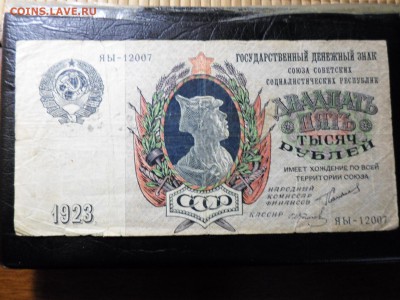 COINS.LAVE.RU
ЯЫ-12007
ГОСУДАРСТВЕННЫЙ ДЕНЕЖНЫЙ ЗНАК
СОЮЗА СОВЕТСКИХ
СОЦИАЛИСТИЧЕСКИХ РЕСПУБЛИК
ДВАДЦАТЬ
ПЯТЬ
ТЫСЯЧ
РУБЛЕЙ
ИМЕЕТ ХОЖДЕНИЕ ПО ВСЕЙ
ТЕРРИТОРИИ СОЮЗА
НАРОДНЫЙ
КОМИССАР
ФИНАНСОВ
КАССИР
ЯЫ-12007
СССР
1923